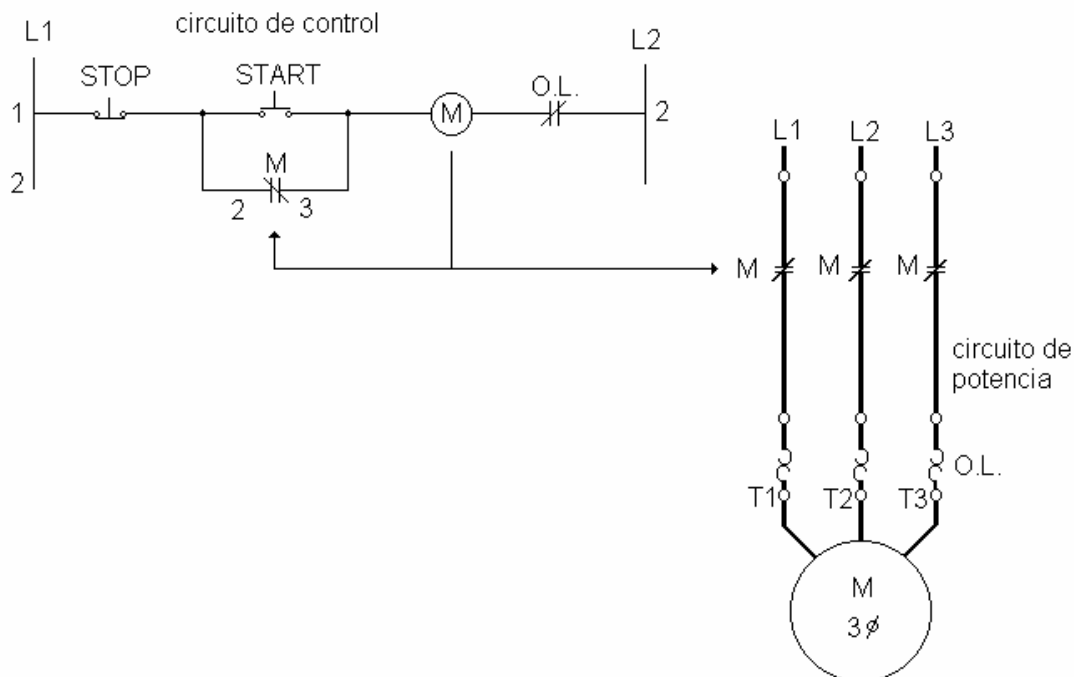 circuito de control
L1
L2
STOP
START
O.L.
1
M
2
2
M
2
3
L1
L2
L3
M
M
M
circuito de
potencia
O.L.
T1
T2
T3
M
3ø